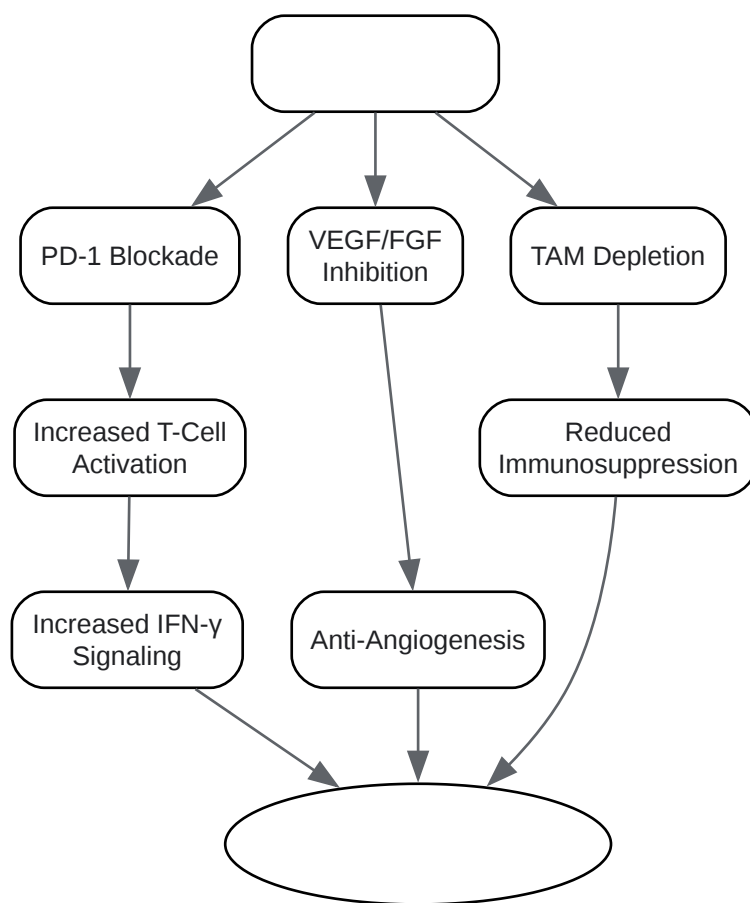 PD-1 Blockade
VEGF/FGF
Inhibition
TAM Depletion
Increased T-Cell
Activation
Reduced
Immunosuppression
Increased IFN-γ
Signaling
Anti-Angiogenesis